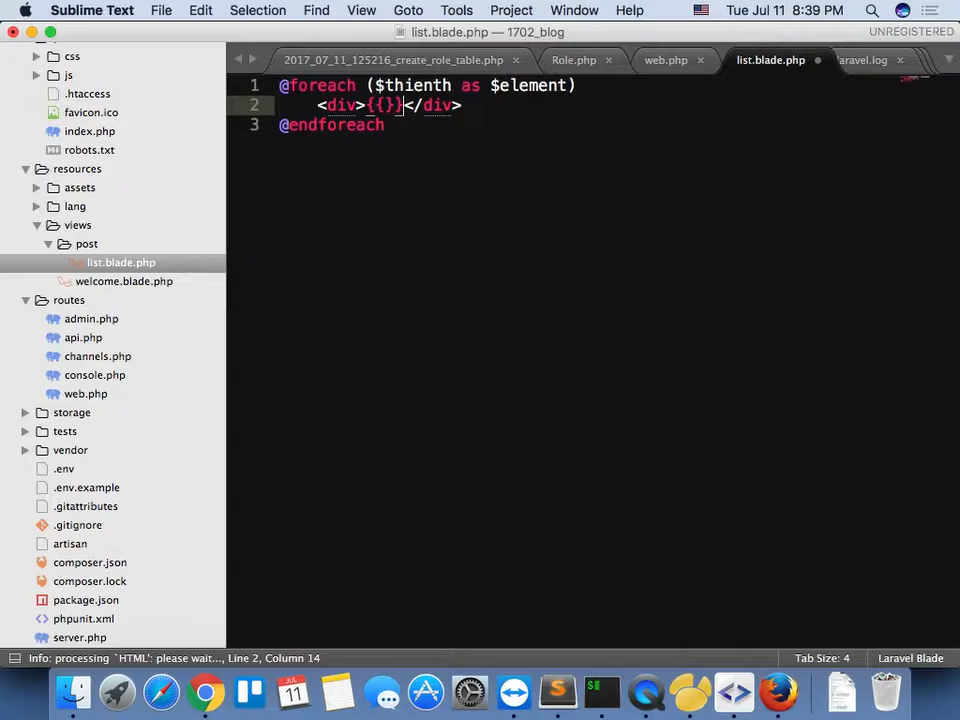 Sublime Text File Edit Selection Find Goto Tools Project Window Help Tue Jul 11 8:39 PM
list.blade.php — 1702_blog UNREGISTERED
2017_07_11_125216_create_role_table.php × Role.php × web.php × list.blade.php aravel.log ×
css
js
.htaccess
favicon.ico
index.php
robots.txt
resources
assets
lang
views
post
list.blade.php
welcome.blade.php
routes
admin.php
api.php
channels.php
console.php
web.php
storage
tests
vendor
.env
.env.example
.gitattributes
.gitignore
artisan
composer.json
composer.lock
package.json
phpunit.xml
server.php
1 @foreach ($thienth as $element)
2 <div>{{}}</div>
3 @endforeach
Info: processing `HTML': please wait..., Line 2, Column 14 Tab Size: 4 Laravel Blade
JUL
11